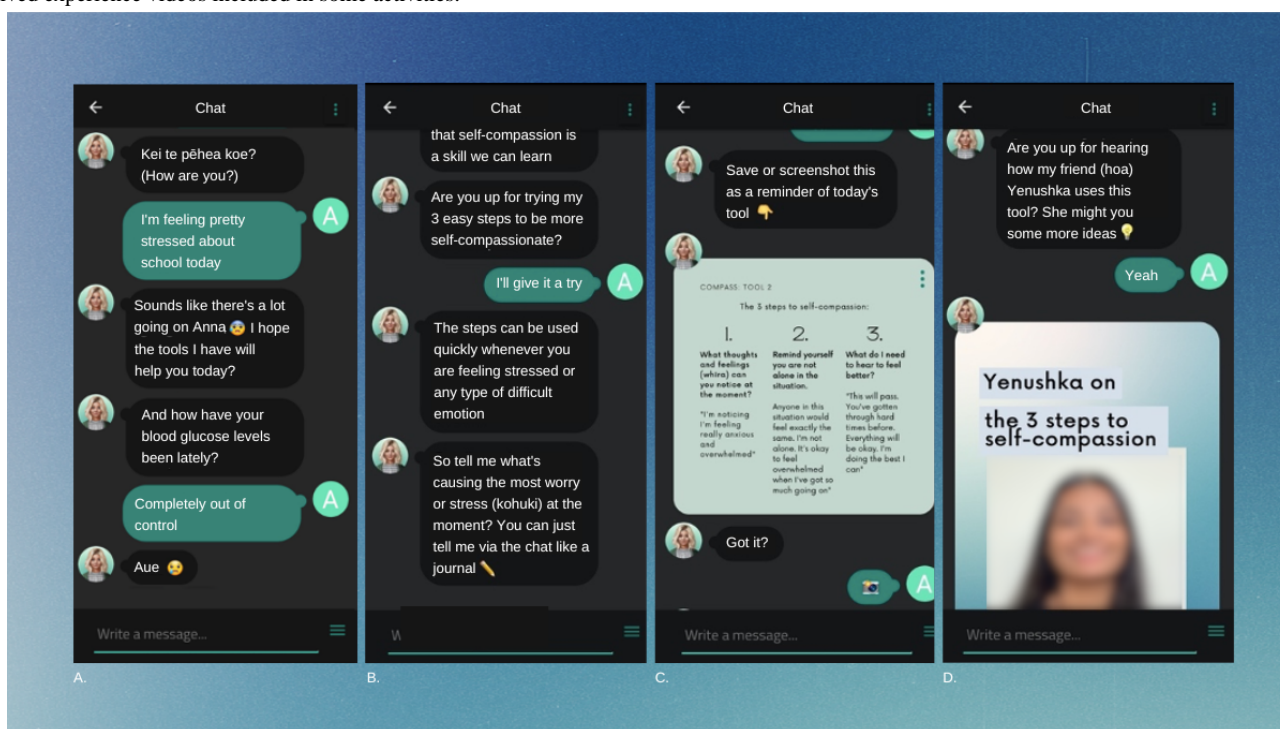 ived experience videos included in some activities.
Chat
Kei te pēhea koe?
(How are you?)
A
I'm feeling pretty
stressed about
school today
Sounds like there's a lot
going on Anna 😰 I hope
the tools I have will
help you today?
And how have your
blood glucose levels
been lately?
A
Completely out of
control
Aue 😢
Write a message...
A.
Chat
that self-compassion is
a skill we can learn
Are you up for trying my
3 easy steps to be more
self-compassionate?
I'll give it a try
A
The steps can be used
quickly whenever you
are feeling stressed or
any type of difficult
emotion
So tell me what's
causing the most worry
or stress (kohuki) at the
moment? You can just
tell me via the chat like a
journal ✏️
W
B.
Chat
Save or screenshot this
as a reminder of today's
tool 👇
COMPASS: TOOL 2
The 3 steps to self-compassion:
1.
What thoughts
and feelings
(whira) can
you notice at
the moment?
"I'm noticing
I'm feeling
really anxious
and
overwhelmed"
2.
Remind yourself
you are not
alone in the
situation.
Anyone in this
situation would
feel exactly the
same. I'm not
alone. It's okay
to feel
overwhelmed
when I've got so
much going on"
3.
What do I need
to hear to feel
better?
"This will pass.
You've gotten
through hard
times before.
Everything will
be okay. I'm
doing the best I
can"
Got it?
📸
A
Write a message...
C.
Chat
Are you up for hearing
how my friend (hoa)
Yenushka uses this
tool? She might you
some more ideas 💡
Yeah
A
Yenushka on
the 3 steps to
self-compassion
Write a message...
D.